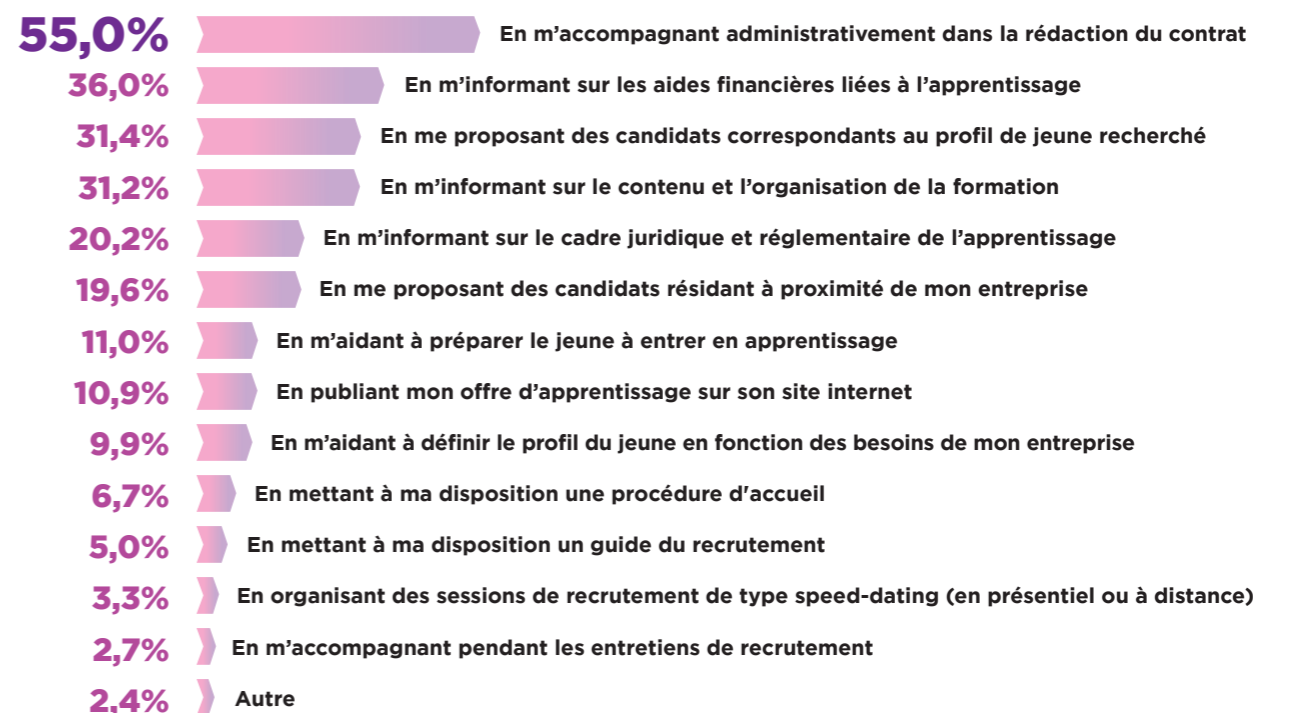 55,0% En m’accompagnant administrativement dans la rédaction du contrat
36,0% En m’informant sur les aides financières liées à l’apprentissage
31,4% En me proposant des candidats correspondants au profil de jeune recherché
31,2% En m’informant sur le contenu et l’organisation de la formation
20,2% En m’informant sur le cadre juridique et réglementaire de l’apprentissage
19,6% En me proposant des candidats résidant à proximité de mon entreprise
11,0% En m’aidant à préparer le jeune à entrer en apprentissage
10,9% En publiant mon offre d’apprentissage sur son site internet
9,9% En m’aidant à définir le profil du jeune en fonction des besoins de mon entreprise
6,7% En mettant à ma disposition une procédure d'accueil
5,0% En mettant à ma disposition un guide du recrutement
3,3% En organisant des sessions de recrutement de type speed-dating (en présentiel ou à distance)
2,7% En m’accompagnant pendant les entretiens de recrutement
2,4% Autre